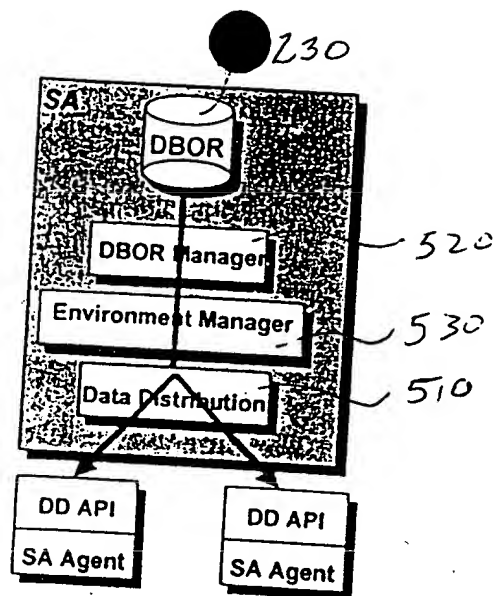 230
SA
DBOR
DBOR Manager
520
Environment Manager
530
Data Distribution
510
DD API
SA Agent
DD API
SA Agent